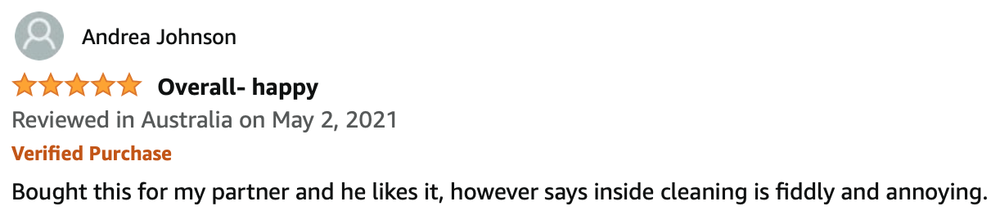 Andrea Johnson
Overall- happy
Reviewed in Australia on May 2, 2021
Verified Purchase
Bought this for my partner and he likes it, however says inside cleaning is fiddly and annoying.